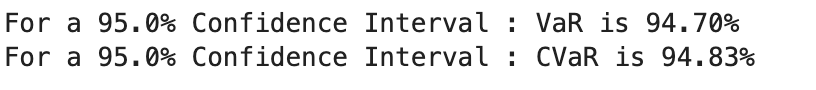 For a 95.0% Confidence Interval : VaR is 94.70%
For a 95.0% Confidence Interval : CVaR is 94.83%